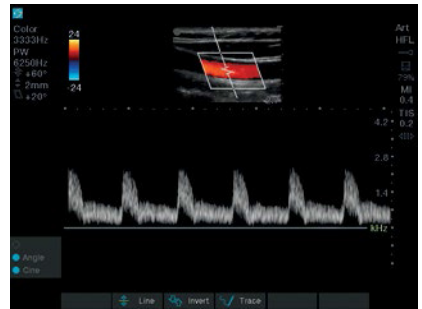 Color
3333Hz
PW
6250Hz
+60°
2mm
+20°
24
-24
Art
HFL
79%
MI
0.4
TIS
0.2
4.2
2.8
1.4
kHz
Angle
Cine
Line Invert Trace